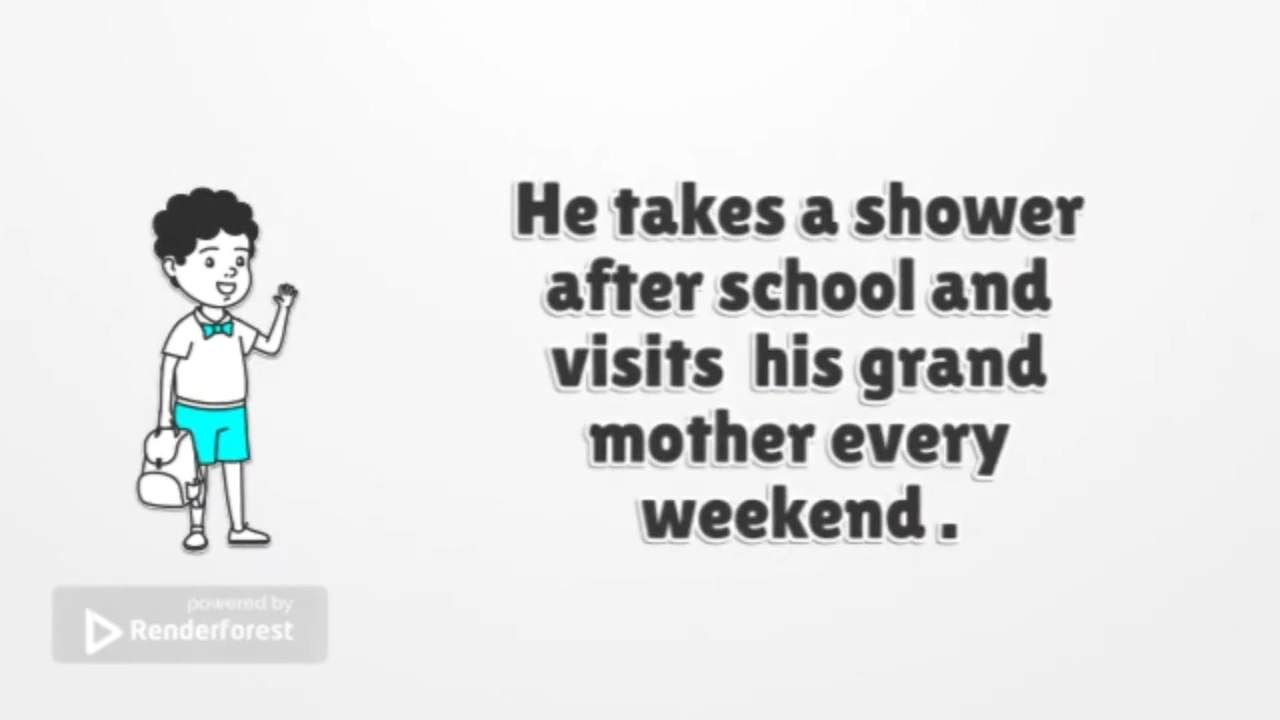 He takes a shower
after school and
visits  his grand
mother every
weekend .
powered by
Renderforest